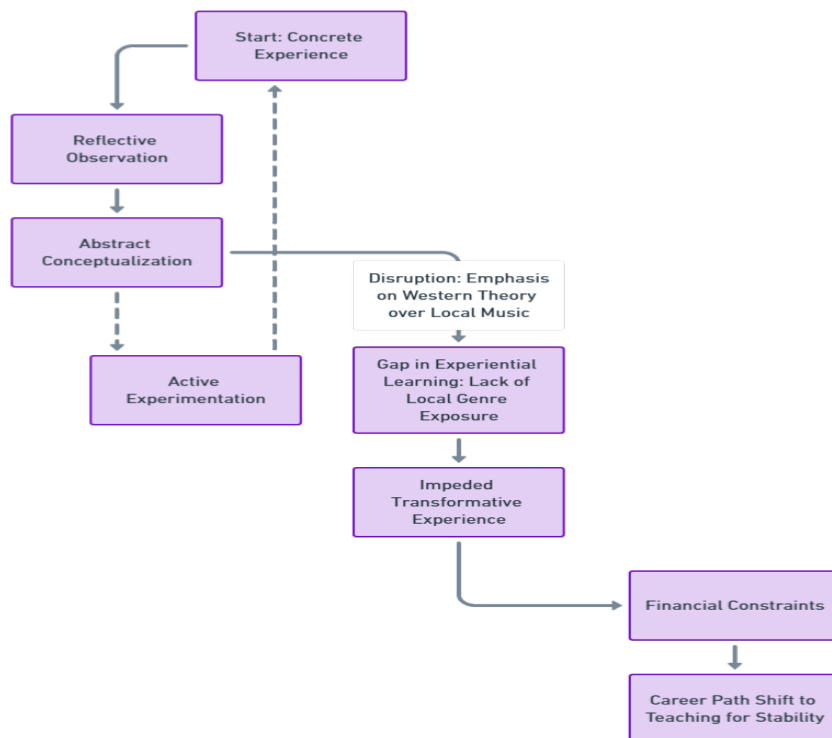 Start: Concrete
Experience
Reflective
Observation
Abstract
Conceptualization
Disruption: Emphasis
on Western Theory
over Local Music
Active
Experimentation
Gap in Experiential
Learning: Lack of
Local Genre
Exposure
Impeded
Transformative
Experience
Financial Constraints
Career Path Shift to
Teaching for Stability